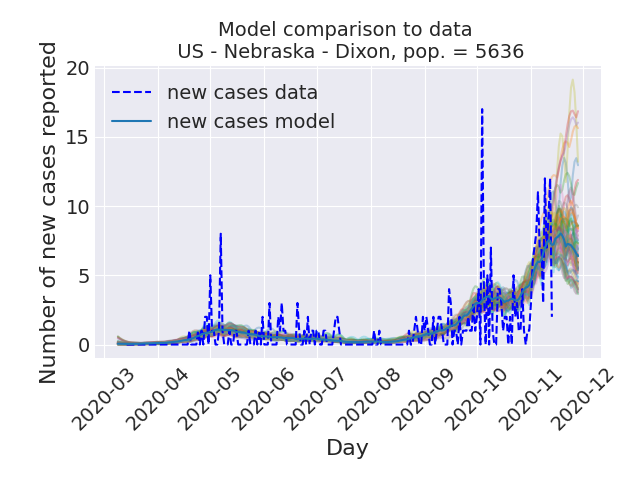 Model comparison to data
US - Nebraska - Dixon, pop. = 5636
new cases data
new cases model
Number of new cases reported
20
15
10
5
0
2020-03
2020-04
2020-05
2020-06
2020-07
2020-08
2020-09
2020-10
2020-11
2020-12
Day